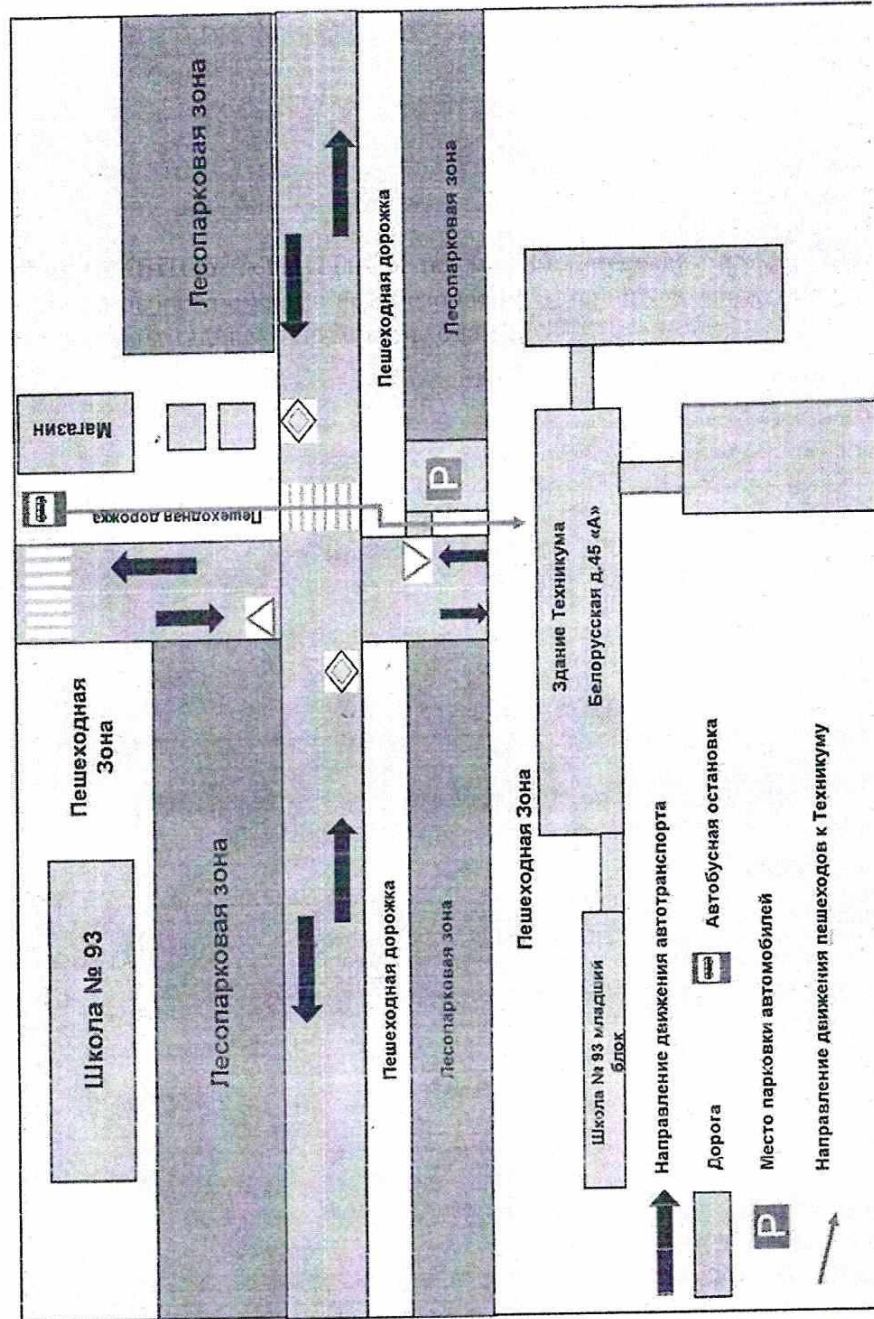 Школа № 93
Пешеходная
Зона
Магазин
Пешеходная дорожка
Лесопарковая зона
Лесопарковая зона
Пешеходная дорожка
Пешеходная дорожка
Лесопарковая зона
P
Лесопарковая зона
Пешеходная Зона
Школа № 93 младший
блок
Здание Техникума
Белорусская д.45 «А»
Направление движения автотранспорта
Дорога
Автобусная остановка
P
Место парковки автомобилей
Направление движения пешеходов к Техникуму